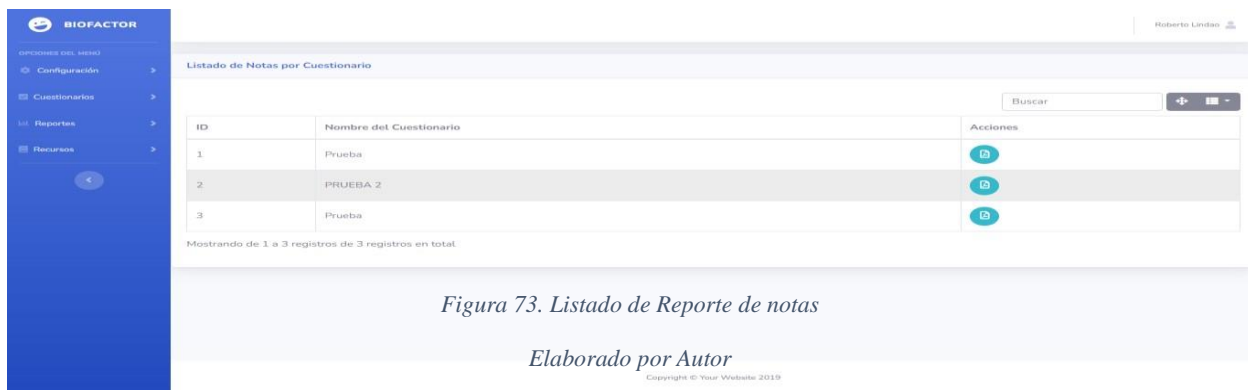 BIOFACTOR
Roberto Lindao
OPCIONES DEL MENÚ
Configuración
Cuestionarios
Reportes
Recursos
Listado de Notas por Cuestionario
Buscar
ID Nombre del Cuestionario Acciones
1 Prueba
2 PRUEBA 2
3 Prueba
Mostrando de 1 a 3 registros de 3 registros en total
Figura 73. Listado de Reporte de notas
Elaborado por Autor
Copyright © Your Website 2019